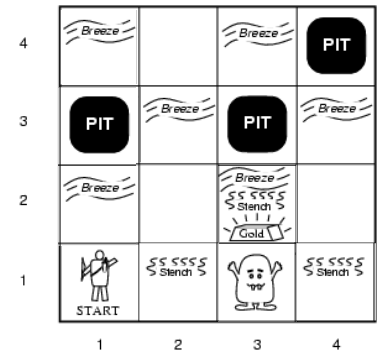 4 Breeze Breeze PIT
3 PIT Breeze PIT Breeze
2 Breeze Breeze
Stench
Gold
1 Stench Stench
START
1 2 3 4